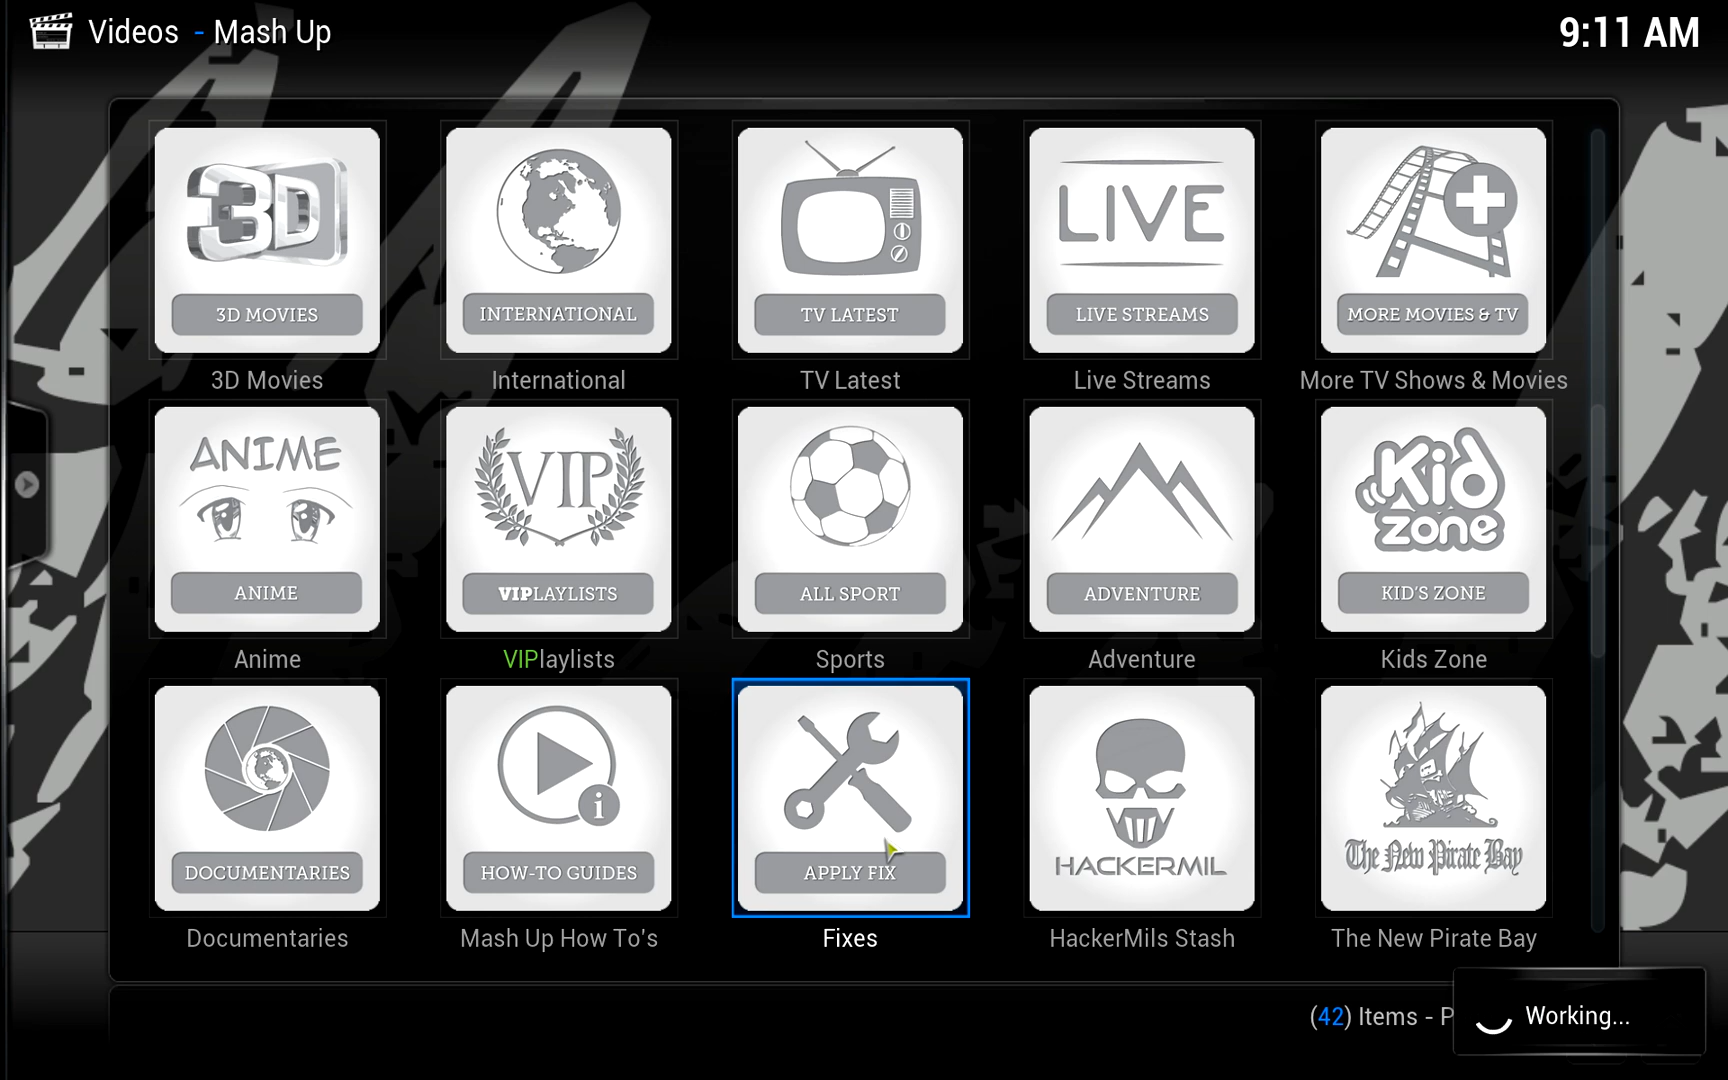 Videos - Mash Up
9:11 AM
3D
3D MOVIES
3D Movies
INTERNATIONAL
International
TV LATEST
TV Latest
LIVE
LIVE STREAMS
Live Streams
MORE MOVIES & TV
More TV Shows & Movies
ANIME
ANIME
Anime
VIP
VIPLAYLISTS
VIPlaylists
ALL SPORT
Sports
ADVENTURE
Adventure
Kid
zone
KID'S ZONE
Kids Zone
DOCUMENTARIES
Documentaries
i
HOW-TO GUIDES
Mash Up How To's
APPLY FIX
Fixes
HACKERMIL
HackerMils Stash
The New Pirate Bay
The New Pirate Bay
(42) Items - P
Working...